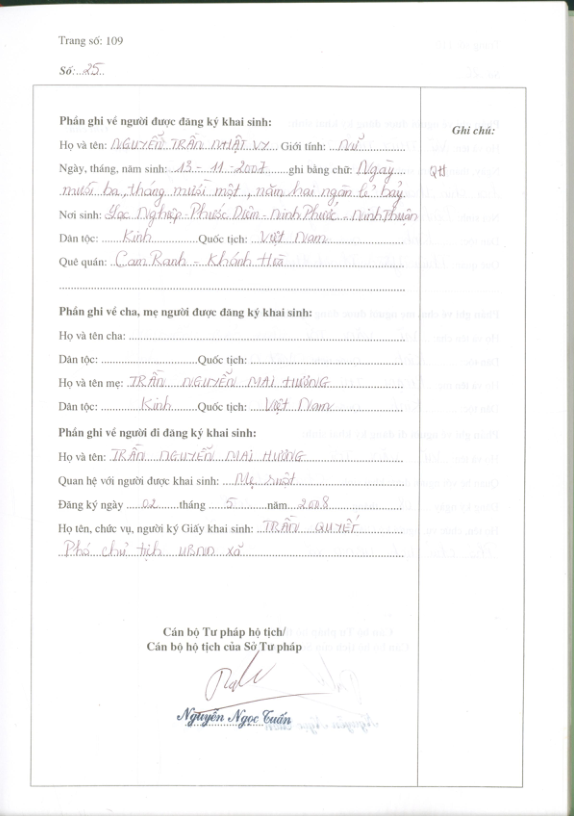 Trang số: 109
Số: 25
Phần ghi về người được đăng ký khai sinh:
Ghi chú:
Họ và tên: NGUYỄN TRẦN NHẬT VY Giới tính: Nữ
Ngày, tháng, năm sinh: 13 - 11 - 2007 ghi bằng chữ: Ngày
QH
mười ba, tháng mười một, năm hai ngàn lẻ bảy
Nơi sinh: Lạc Nghiệp - Phước Diêm - Ninh Phước - Ninh Thuận
Dân tộc: Kinh Quốc tịch: Việt Nam
Quê quán: Cam Ranh - Khánh Hoà
Phần ghi về cha, mẹ người được đăng ký khai sinh:
Họ và tên cha:
Dân tộc: Quốc tịch:
Họ và tên mẹ: TRẦN NGUYỄN MAI HƯƠNG
Dân tộc: Kinh Quốc tịch: Việt Nam
Phần ghi về người đi đăng ký khai sinh:
Họ và tên: TRẦN NGUYỄN MAI HƯƠNG
Quan hệ với người được khai sinh: Mẹ ruột
Đăng ký ngày 02 tháng 5 năm 2008
Họ tên, chức vụ, người ký Giấy khai sinh: TRẦN QUYẾT
Phó chủ tịch UBND xã
Cán bộ Tư pháp hộ tịch/
Cán bộ hộ tịch của Sở Tư pháp
Nguyễn Ngọc Tuấn